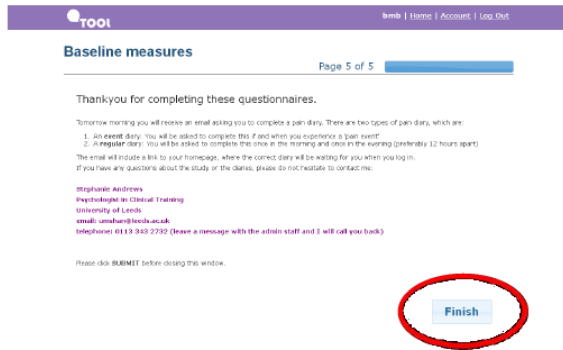 QTOOL
bmb | Home | Account | Log Out
Baseline measures
Page 5 of 5
Thankyou for completing these questionnaires.
Tomorrow morning you will receive an email asking you to complete a pain diary. There are two types of pain diary, which are:
1. An event diary: You will be asked to complete this if and when you experience a 'pain event'
2. A regular diary: You will be asked to complete this once in the morning and once in the evening (preferably 12 hours apart)
The email will include a link to your homepage, where the correct diary will be waiting for you when you log in.
If you have any questions about the study or the diaries, please do not hesitate to contact me:
Stephanie Andrews
Psychologist in Clinical Training
University of Leeds
email: umshan@leeds.ac.uk
telephone: 0113 343 2732 (leave a message with the admin staff and I will call you back)
Please click SUBMIT before closing this window.
Finish